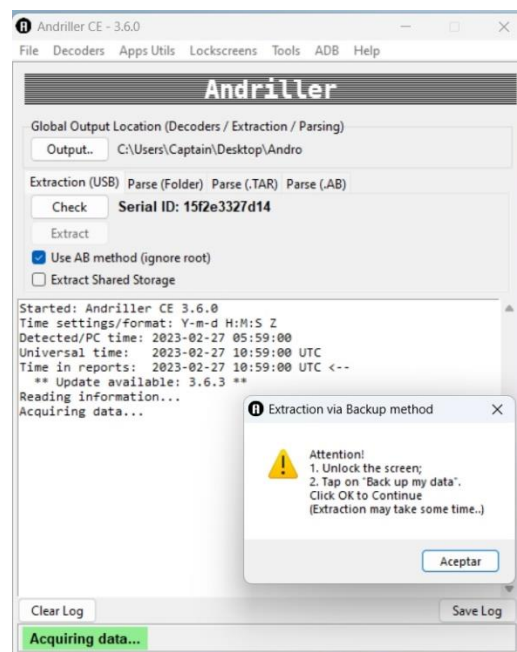 Andriller CE - 3.6.0
File Decoders Apps Utils Lockscreens Tools ADB Help
Andriller
Global Output Location (Decoders / Extraction / Parsing)
Output.. C:\Users\Captain\Desktop\Andro
Extraction (USB) Parse (Folder) Parse (.TAR) Parse (.AB)
Check Serial ID: 15f2e3327d14
Extract
Use AB method (ignore root)
Extract Shared Storage
Started: Andriller CE 3.6.0
Time settings/format: Y-m-d H:M:S Z
Detected/PC time: 2023-02-27 05:59:00
Universal time: 2023-02-27 10:59:00 UTC
Time in reports: 2023-02-27 10:59:00 UTC <--
** Update available: 3.6.3 **
Reading information...
Acquiring data...
Extraction via Backup method
Attention!
1. Unlock the screen;
2. Tap on "Back up my data".
Click OK to Continue
(Extraction may take some time..)
Aceptar
Clear Log Save Log
Acquiring data...